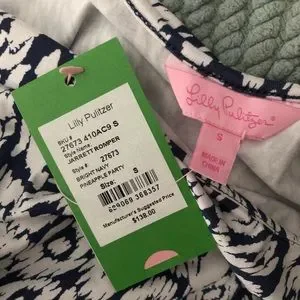 Lilly Pulitzer
SKU #
27673 410AC9 S
Style Name:
JARRETT ROMPER
Style #
27673
BRIGHT NAVY
PINEAPPLE PARTY
Size: S
Manufacturer's Suggested Price
$138.00
Lilly Pulitzer
S
MADE IN
CHINA